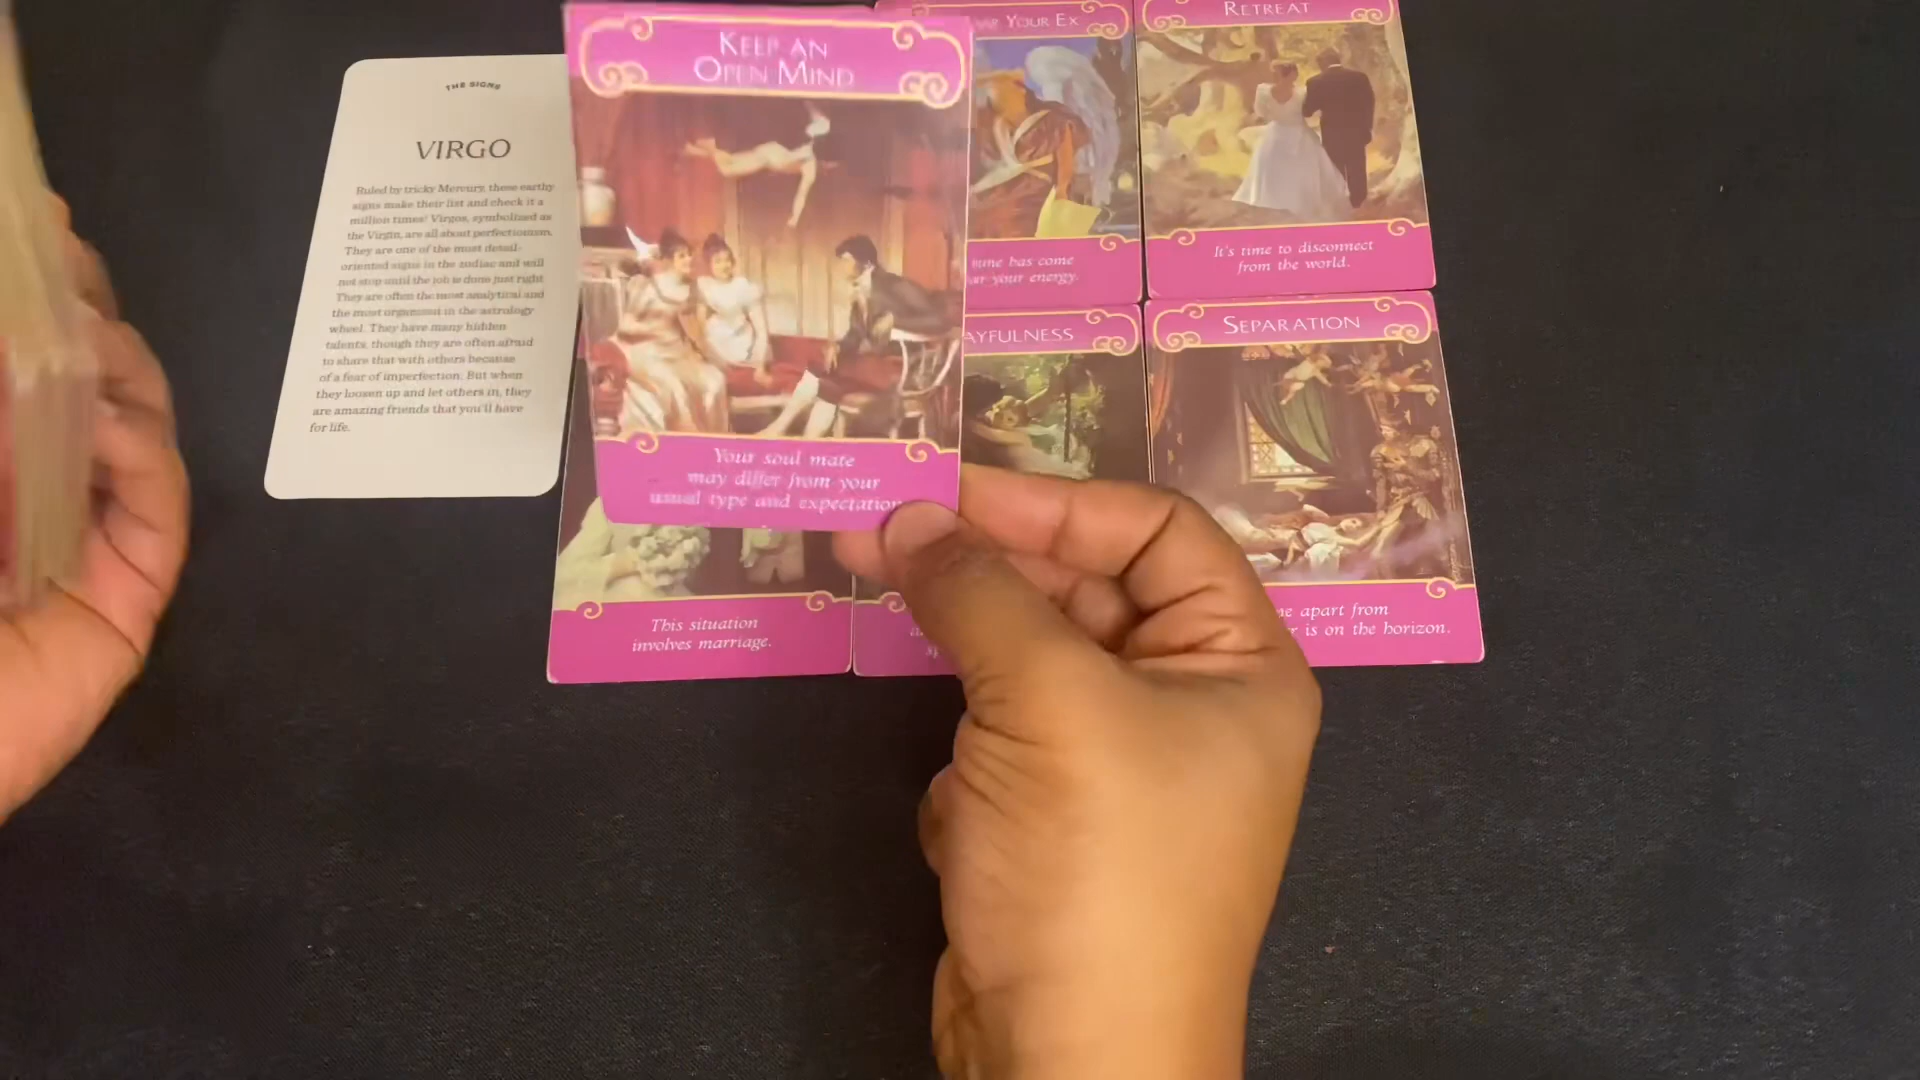 THE SIGNS
VIRGO
Ruled by tricky Mercury, these earthy
signs make their list and check it a
million times! Virgos, symbolized as
the Virgin, are all about perfectionism.
They are one of the most detail-
oriented signs in the zodiac and will
not stop until the job is done just right.
They are often the most analytical and
the most organized in the astrology
wheel. They have many hidden
talents, though they are often afraid
to share that with others because
of a fear of imperfection. But when
they loosen up and let others in, they
are amazing friends that you'll have
for life.
KEEP AN
OPEN MIND
Your soul mate
may differ from your
usual type and expectation
YOUR EX
time has come
your energy.
RETREAT
It's time to disconnect
from the world.
This situation
involves marriage.
AYFULNESS
SEPARATION
me apart from
r is on the horizon.